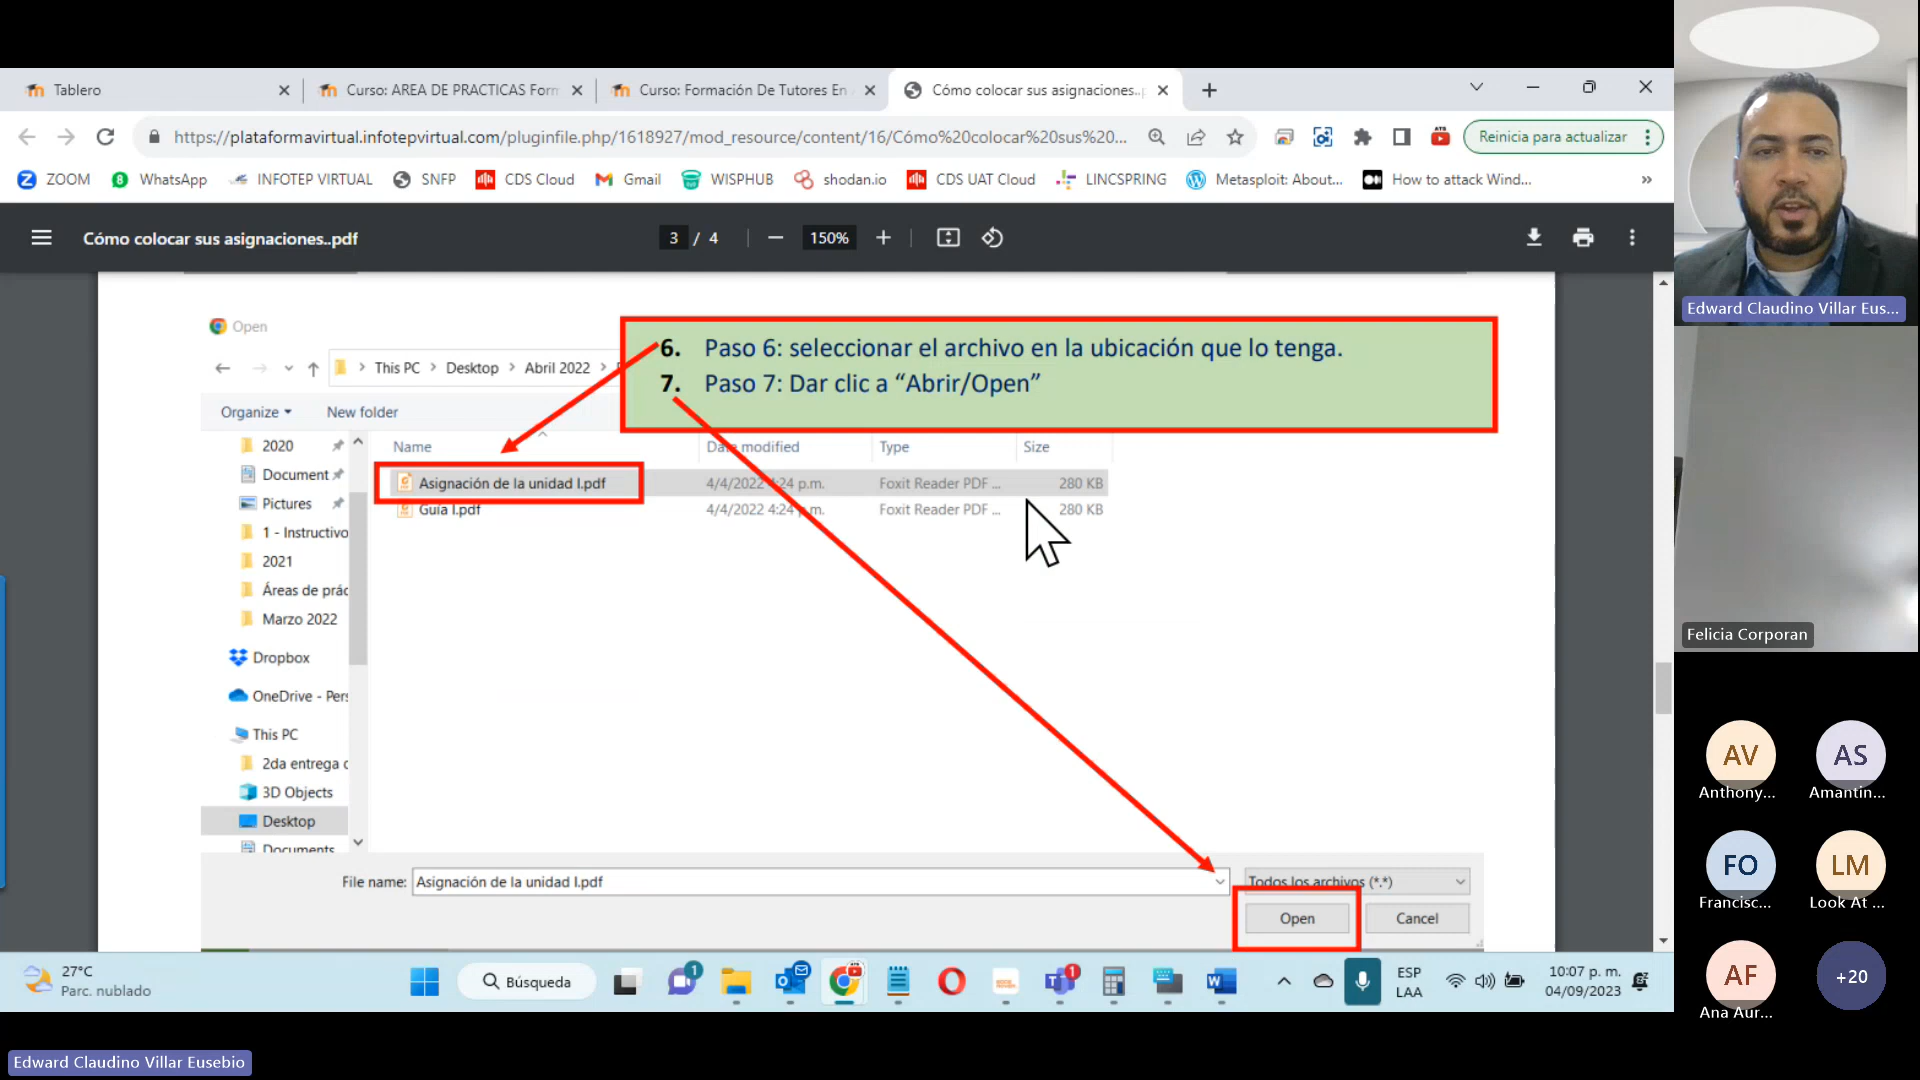 Tablero
Curso: AREA DE PRACTICAS Form
Curso: Formación De Tutores En
Cómo colocar sus asignaciones..p
https://plataformavirtual.infotepvirtual.com/pluginfile.php/1618927/mod_resource/content/16/Cómo%20colocar%20sus%20...
Reinicia para actualizar
ZOOM
WhatsApp
INFOTEP VIRTUAL
SNFP
CDS Cloud
Gmail
WISPHUB
shodan.io
CDS UAT Cloud
LINCSPRING
Metasploit: About...
How to attack Wind...
»
Cómo colocar sus asignaciones..pdf
3 / 4
150%
Open
This PC > Desktop > Abril 2022 >
6. Paso 6: seleccionar el archivo en la ubicación que lo tenga.
7. Paso 7: Dar clic a “Abrir/Open”
Organize
New folder
Name
Date modified
Type
Size
Asignación de la unidad I.pdf
4/4/2022 4:24 p.m.
Foxit Reader PDF ...
280 KB
Guía I.pdf
4/4/2022 4:24 p.m.
Foxit Reader PDF ...
280 KB
2020
Document
Pictures
1 - Instructivo
2021
Áreas de prác
Marzo 2022
Dropbox
OneDrive - Pers
This PC
2da entrega c
3D Objects
Desktop
Documents
File name:
Asignación de la unidad I.pdf
Todos los archivos (*.*)
Open
Cancel
27°C
Parc. nublado
Búsqueda
1
1
ESP
LAA
10:07 p. m.
04/09/2023
Edward Claudino Villar Eusebio
Edward Claudino Villar Eus...
Felicia Corporan
AV
Anthony...
AS
Amantin...
FO
Francisc...
LM
Look At ...
AF
Ana Aur...
+20